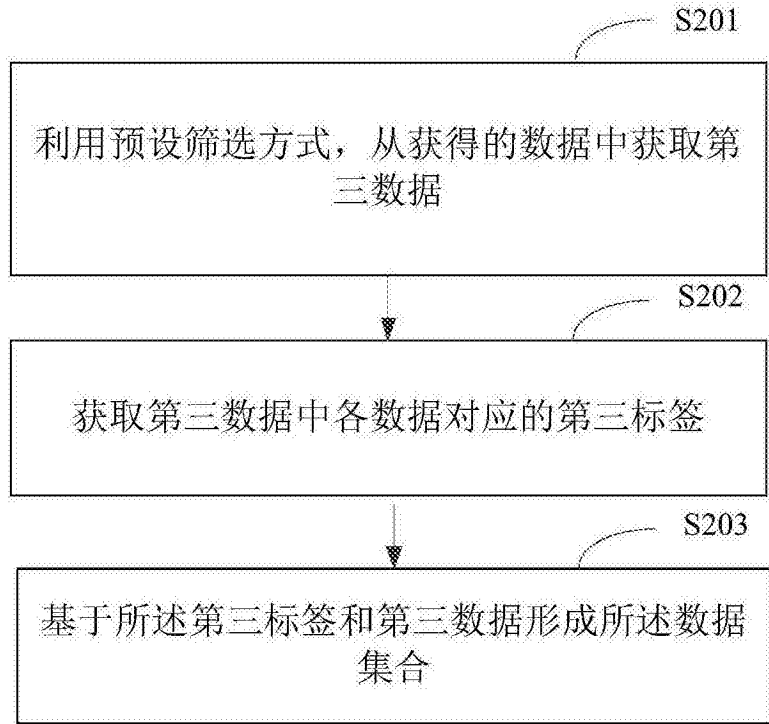 S201
利用预设筛选方式，从获得的数据中获取第
三数据
S202
获取第三数据中各数据对应的第三标签
S203
基于所述第三标签和第三数据形成所述数据
集合